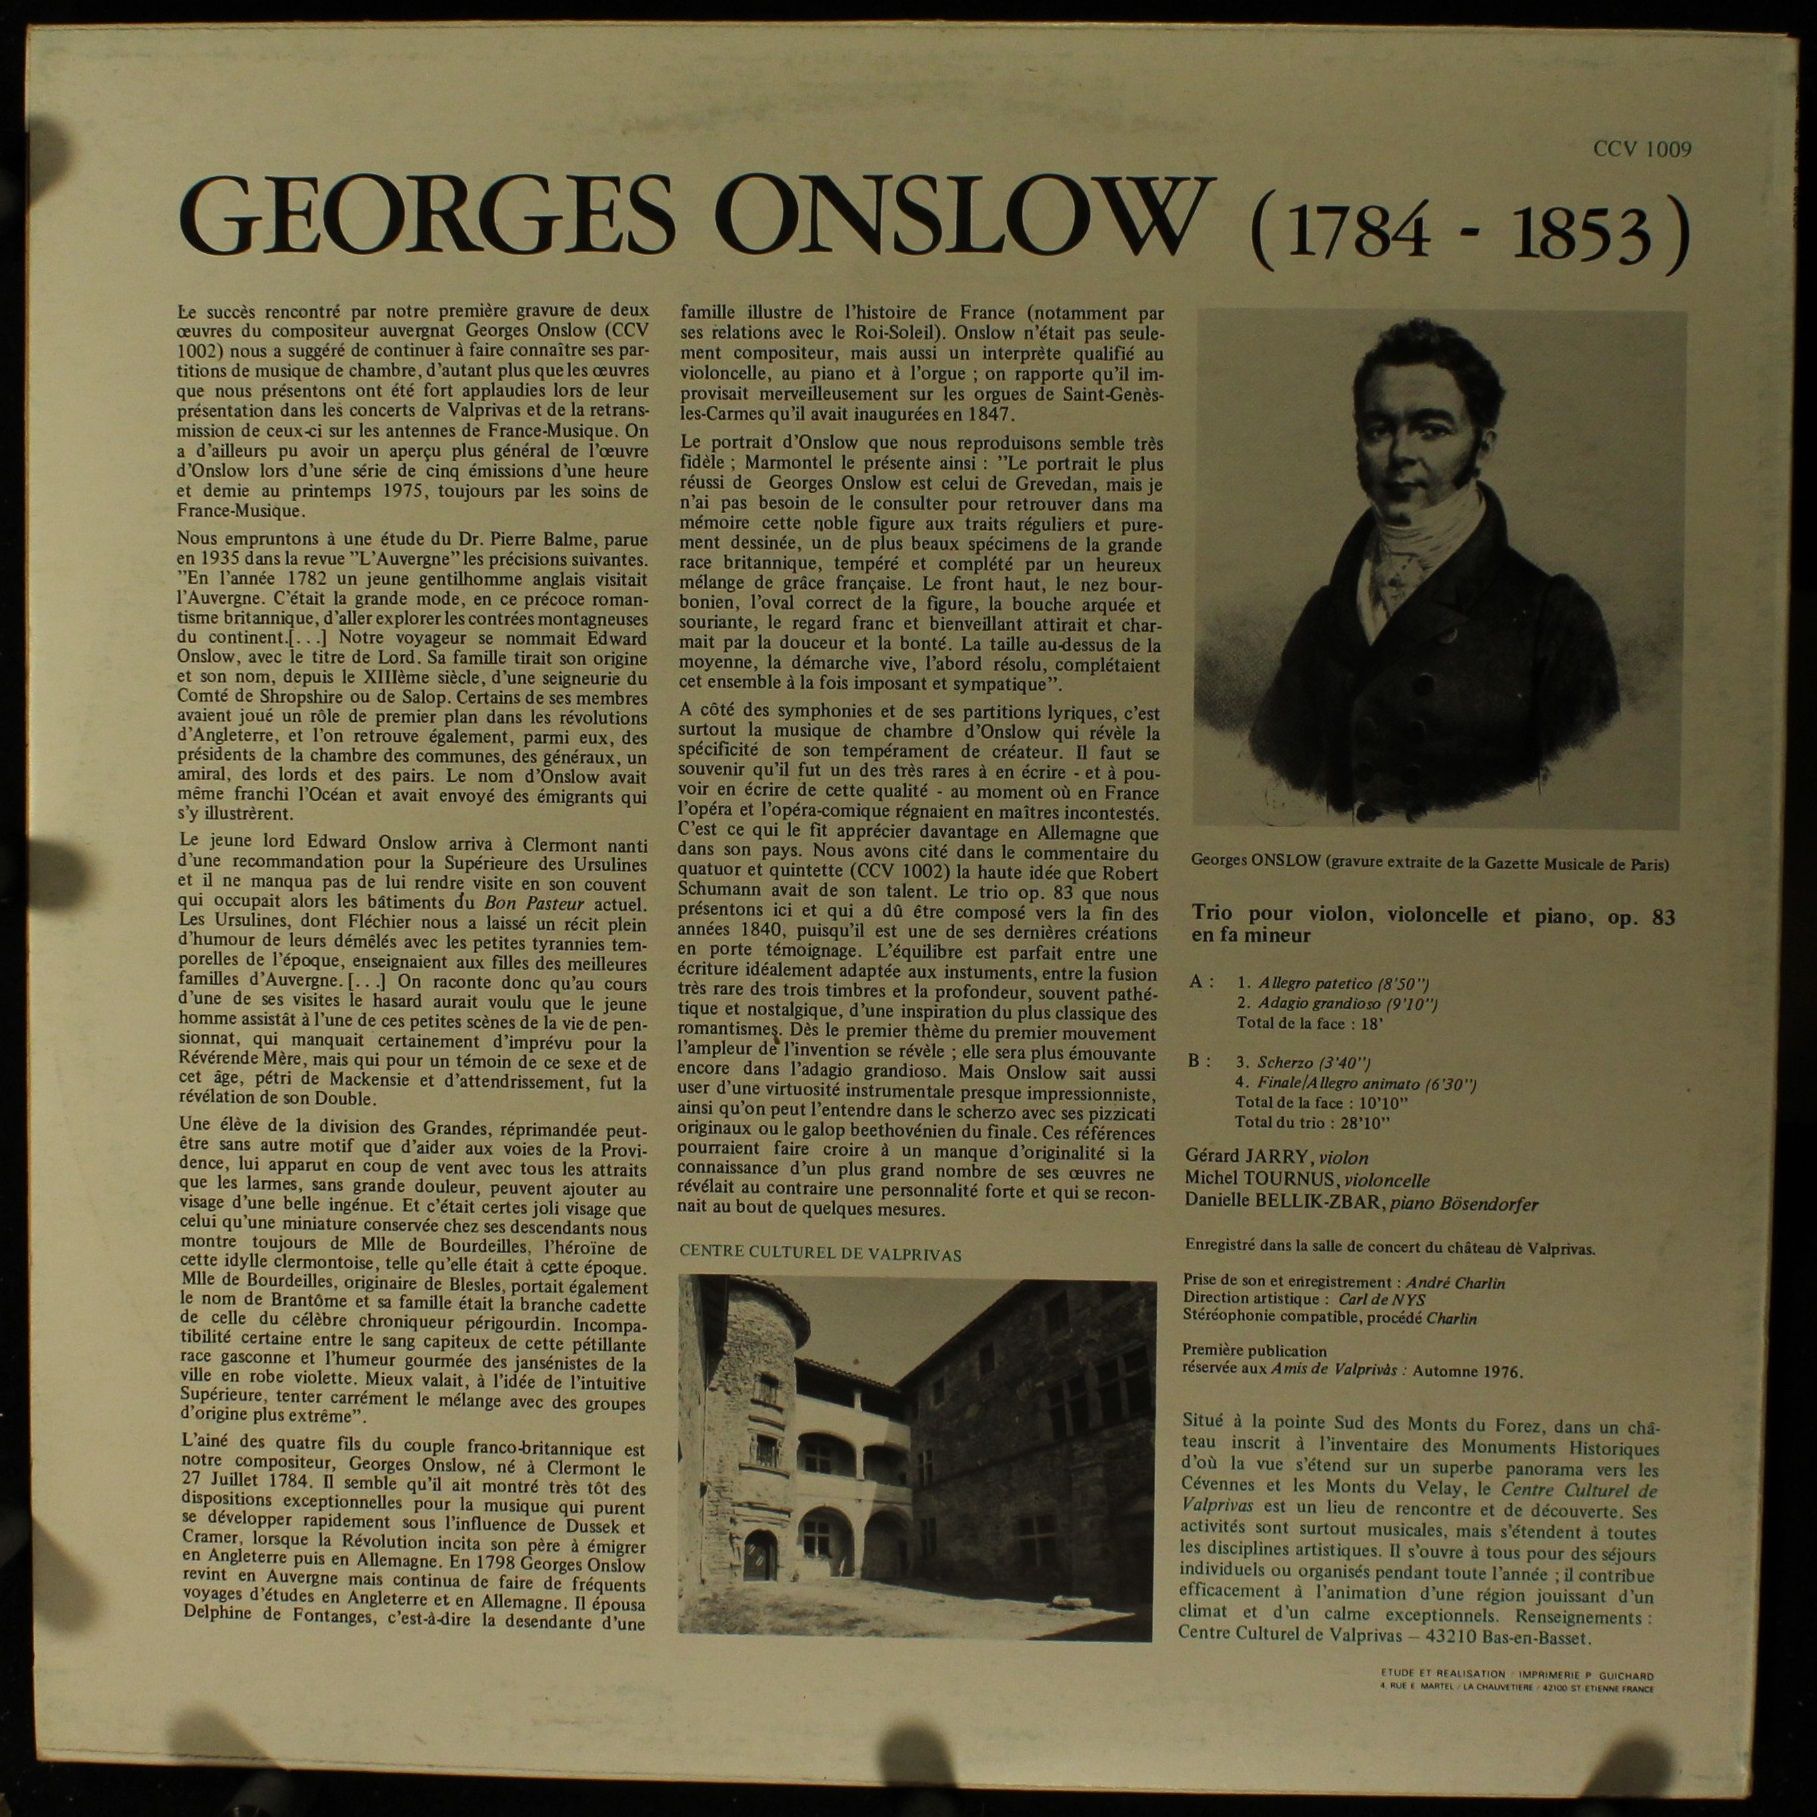 CCV 1009
GEORGES ONSLOW (1784 - 1853)
Le succès rencontré par notre première gravure de deux
œuvres du compositeur auvergnat Georges Onslow (CCV
1002) nous a suggéré de continuer à faire connaître ses par-
titions de musique de chambre, d'autant plus que les œuvres
que nous présentons ont été fort applaudies lors de leur
présentation dans les concerts de Valprivas et de la retrans-
mission de ceux-ci sur les antennes de France-Musique. On
a d'ailleurs pu avoir un aperçu plus général de l'œuvre
d'Onslow lors d'une série de cinq émissions d'une heure
et demie au printemps 1975, toujours par les soins de
France-Musique.
Nous empruntons à une étude du Dr. Pierre Balme, parue
en 1935 dans la revue "L'Auvergne" les précisions suivantes.
"En l'année 1782 un jeune gentilhomme anglais visitait
l'Auvergne. C'était la grande mode, en ce précoce roman-
tisme britannique, d'aller explorer les contrées montagneuses
du continent.[. . .] Notre voyageur se nommait Edward
Onslow, avec le titre de Lord. Sa famille tirait son origine
et son nom, depuis le XIIIème siècle, d'une seigneurie du
Comté de Shropshire ou de Salop. Certains de ses membres
avaient joué un rôle de premier plan dans les révolutions
d'Angleterre, et l'on retrouve également, parmi eux, des
présidents de la chambre des communes, des généraux, un
amiral, des lords et des pairs. Le nom d'Onslow avait
même franchi l'Océan et avait envoyé des émigrants qui
s'y illustrèrent.
Le jeune lord Edward Onslow arriva à Clermont nanti
d'une recommandation pour la Supérieure des Ursulines
et il ne manqua pas de lui rendre visite en son couvent
qui occupait alors les bâtiments du Bon Pasteur actuel.
Les Ursulines, dont Fléchier nous a laissé un récit plein
d'humour de leurs démêlés avec les petites tyrannies tem-
porelles de l'époque, enseignaient aux filles des meilleures
familles d'Auvergne. [. . .] On raconte donc qu'au cours
d'une de ses visites le hasard aurait voulu que le jeune
homme assistât à l'une de ces petites scènes de la vie de pen-
sionnat, qui manquait certainement d'imprévu pour la
Révérende Mère, mais qui pour un témoin de ce sexe et de
cet âge, pétri de Mackensie et d'attendrissement, fut la
révélation de son Double.
Une élève de la division des Grandes, réprimandée peut-
être sans autre motif que d'aider aux voies de la Provi-
dence, lui apparut en coup de vent avec tous les attraits
que les larmes, sans grande douleur, peuvent ajouter au
visage d'une belle ingénue. Et c'était certes joli visage que
celui qu'une miniature conservée chez ses descendants nous
montre toujours de Mlle de Bourdeilles, l'héroïne de
cette idylle clermontoise, telle qu'elle était à cette époque.
Mlle de Bourdeilles, originaire de Blesles, portait également
le nom de Brantôme et sa famille était la branche cadette
de celle du célèbre chroniqueur périgourdin. Incompa-
tibilité certaine entre le sang capiteux de cette pétillante
race gasconne et l'humeur gourmée des jansénistes de la
ville en robe violette. Mieux valait, à l'idée de l'intuitive
Supérieure, tenter carrément le mélange avec des groupes
d'origine plus extrême".
L'ainé des quatre fils du couple franco-britannique est
notre compositeur, Georges Onslow, né à Clermont le
27 Juillet 1784. Il semble qu'il ait montré très tôt des
dispositions exceptionnelles pour la musique qui purent
se développer rapidement sous l'influence de Dussek et
Cramer, lorsque la Révolution incita son père à émigrer
en Angleterre puis en Allemagne. En 1798 Georges Onslow
revint en Auvergne mais continua de faire de fréquents
voyages d'études en Angleterre et en Allemagne. Il épousa
Delphine de Fontanges, c'est-à-dire la desendante d'une
famille illustre de l'histoire de France (notamment par
ses relations avec le Roi-Soleil). Onslow n'était pas seule-
ment compositeur, mais aussi un interprète qualifié au
violoncelle, au piano et à l'orgue ; on rapporte qu'il im-
provisait merveilleusement sur les orgues de Saint-Genès-
les-Carmes qu'il avait inaugurées en 1847.
Le portrait d'Onslow que nous reproduisons semble très
fidèle ; Marmontel le présente ainsi : "Le portrait le plus
réussi de Georges Onslow est celui de Grevedan, mais je
n'ai pas besoin de le consulter pour retrouver dans ma
mémoire cette noble figure aux traits réguliers et pure-
ment dessinée, un de plus beaux spécimens de la grande
race britannique, tempéré et complété par un heureux
mélange de grâce française. Le front haut, le nez bour-
bonien, l'oval correct de la figure, la bouche arquée et
souriante, le regard franc et bienveillant attirait et char-
mait par la douceur et la bonté. La taille au-dessus de la
moyenne, la démarche vive, l'abord résolu, complétaient
cet ensemble à la fois imposant et sympatique".
A côté des symphonies et de ses partitions lyriques, c'est
surtout la musique de chambre d'Onslow qui révèle la
spécificité de son tempérament de créateur. Il faut se
souvenir qu'il fut un des très rares à en écrire - et à pou-
voir en écrire de cette qualité - au moment où en France
l'opéra et l'opéra-comique régnaient en maîtres incontestés.
C'est ce qui le fit apprécier davantage en Allemagne que
dans son pays. Nous avons cité dans le commentaire du
quatuor et quintette (CCV 1002) la haute idée que Robert
Schumann avait de son talent. Le trio op. 83 que nous
présentons ici et qui a dû être composé vers la fin des
années 1840, puisqu'il est une de ses dernières créations
en porte témoignage. L'équilibre est parfait entre une
écriture idéalement adaptée aux instuments, entre la fusion
très rare des trois timbres et la profondeur, souvent pathé-
tique et nostalgique, d'une inspiration du plus classique des
romantismes. Dès le premier thème du premier mouvement
l'ampleur de l'invention se révèle ; elle sera plus émouvante
encore dans l'adagio grandioso. Mais Onslow sait aussi
user d'une virtuosité instrumentale presque impressionniste,
ainsi qu'on peut l'entendre dans le scherzo avec ses pizzicati
originaux ou le galop beethovénien du finale. Ces références
pourraient faire croire à un manque d'originalité si la
connaissance d'un plus grand nombre de ses œuvres ne
révélait au contraire une personnalité forte et qui se recon-
nait au bout de quelques mesures.
CENTRE CULTUREL DE VALPRIVAS
Georges ONSLOW (gravure extraite de la Gazette Musicale de Paris)
Trio pour violon, violoncelle et piano, op. 83
en fa mineur
A : 1. Allegro patetico (8'50")
2. Adagio grandioso (9'10")
Total de la face : 18'
B : 3. Scherzo (3'40")
4. Finale/Allegro animato (6'30")
Total de la face : 10'10"
Total du trio : 28'10"
Gérard JARRY, violon
Michel TOURNUS, violoncelle
Danielle BELLIK-ZBAR, piano Bösendorfer
Enregistré dans la salle de concert du château de Valprivas.
Prise de son et enregistrement : André Charlin
Direction artistique : Carl de NYS
Stéréophonie compatible, procédé Charlin
Première publication
réservée aux Amis de Valprivàs : Automne 1976.
Situé à la pointe Sud des Monts du Forez, dans un châ-
teau inscrit à l'inventaire des Monuments Historiques
d'où la vue s'étend sur un superbe panorama vers les
Cévennes et les Monts du Velay, le Centre Culturel de
Valprivas est un lieu de rencontre et de découverte. Ses
activités sont surtout musicales, mais s'étendent à toutes
les disciplines artistiques. Il s'ouvre à tous pour des séjours
individuels ou organisés pendant toute l'année ; il contribue
efficacement à l'animation d'une région jouissant d'un
climat et d'un calme exceptionnels. Renseignements :
Centre Culturel de Valprivas – 43210 Bas-en-Basset.
ETUDE ET REALISATION / IMPRIMERIE P. GUICHARD
4, RUE E. MARTEL / LA CHAUVETIERE / 42100 ST ETIENNE FRANCE